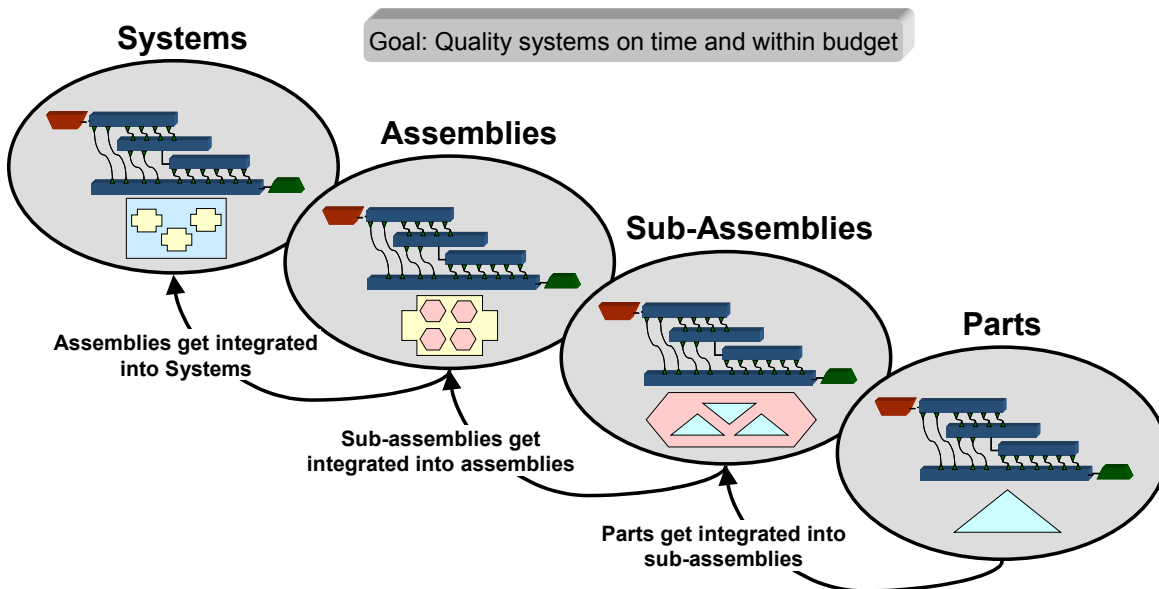 Systems
Goal: Quality systems on time and within budget
Assemblies
Sub-Assemblies
Parts
Assemblies get integrated
into Systems
Sub-assemblies get
integrated into assemblies
Parts get integrated into
sub-assemblies